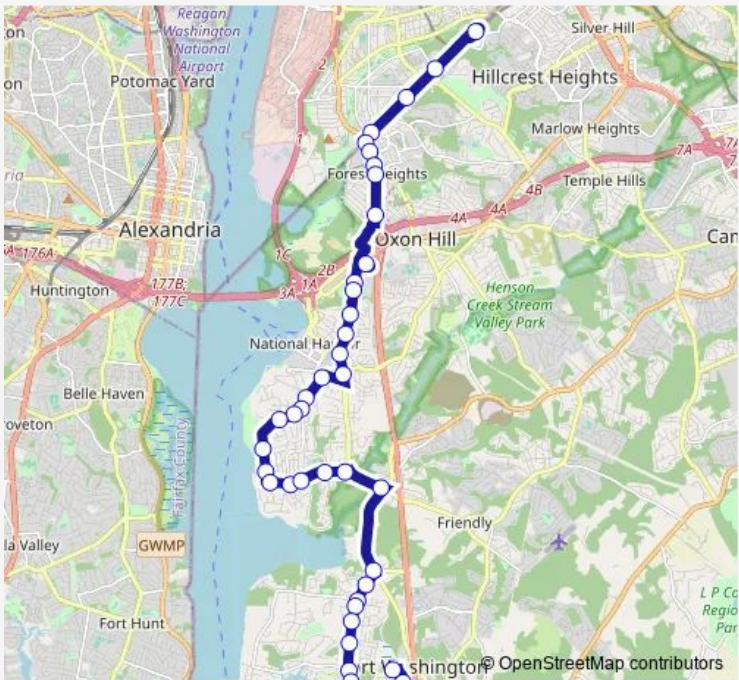 Reagan
Washington
National
Airport
Silver Hill
Potomac Yard
Hillcrest Heights
2
1
Marlow Heights
7A
Forest Heights
4B
Temple Hills
4A
4A
Alexandria
Oxon Hill
176A
1C
2B
1A
3A
177B;
177C
Huntington
Henson
Creek Stream
Valley Park
National Harbor
Belle Haven
Fairfax County
Friendly
GWMP
Fort Hunt
© OpenStreetMap contributors